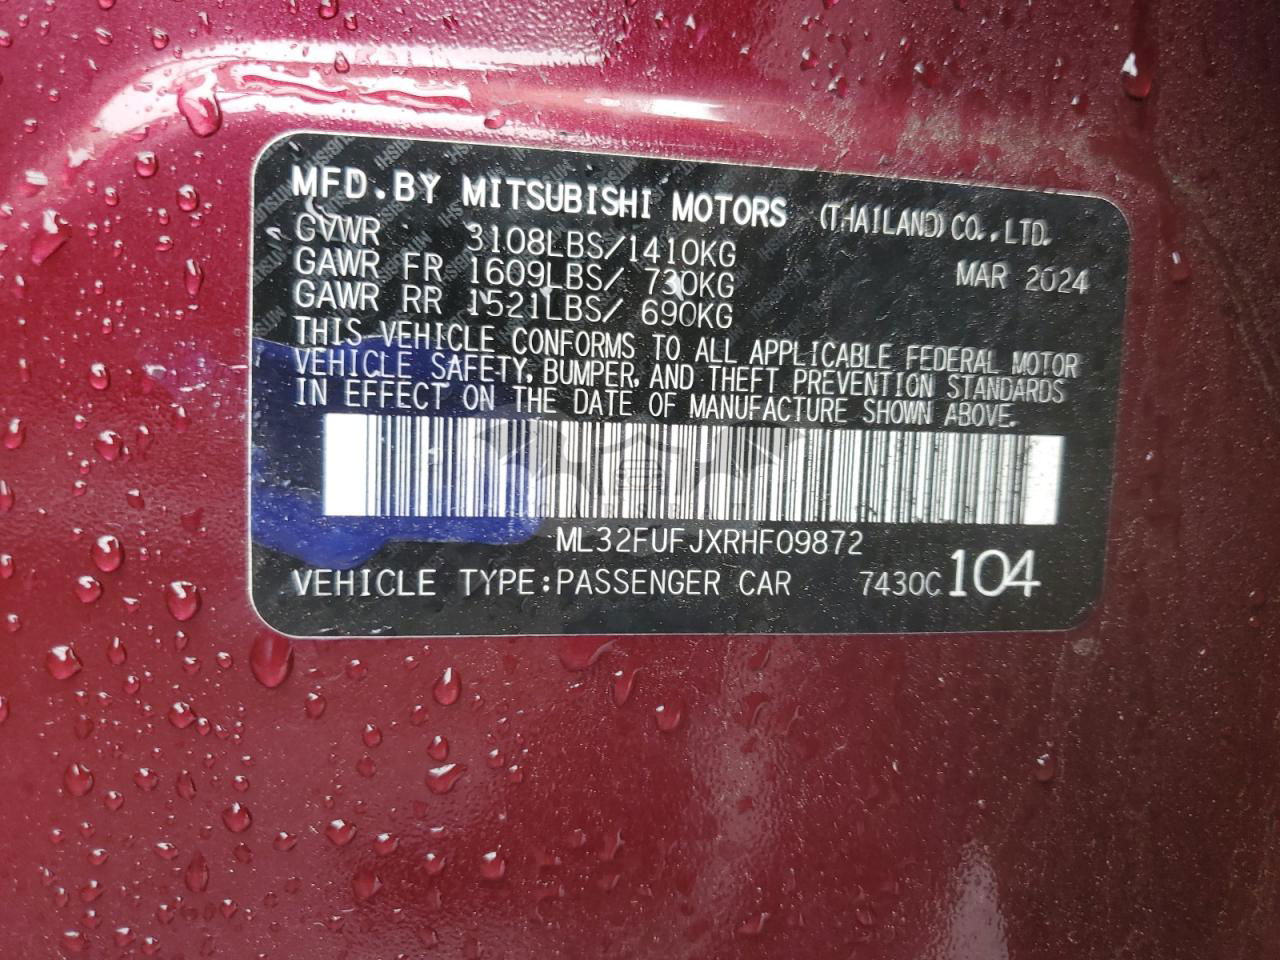 MFD.BY MITSUBISHI MOTORS (THAILAND) CO.,LTD.
GVWR 3108LBS/1410KG MAR 2024
GAWR FR 1609LBS/ 730KG
GAWR RR 1521LBS/ 690KG
THIS VEHICLE CONFORMS TO ALL APPLICABLE FEDERAL MOTOR
VEHICLE SAFETY, BUMPER, AND THEFT PREVENTION STANDARDS
IN EFFECT ON THE DATE OF MANUFACTURE SHOWN ABOVE.
ML32FUFJXRHF09872
VEHICLE TYPE:PASSENGER CAR 7430C 104